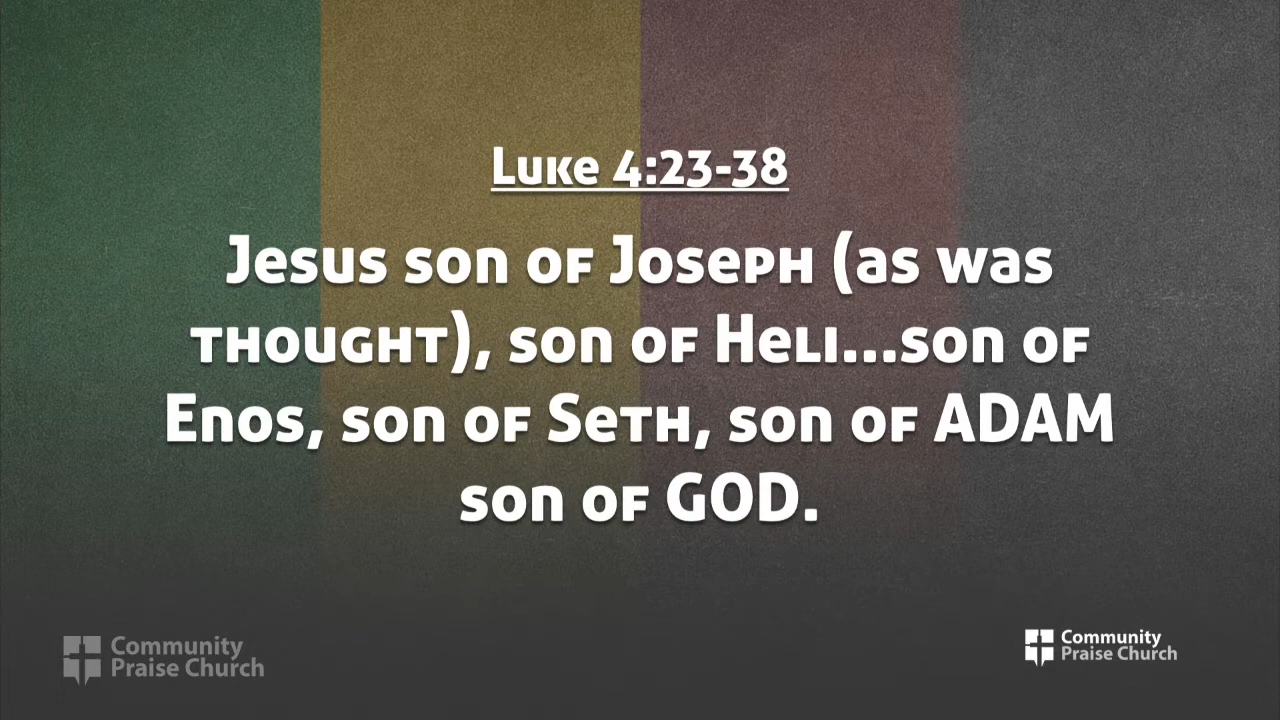 Luke 4:23-38
Jesus son of Joseph (as was
thought), son of Heli...son of
Enos, son of Seth, son of ADAM
son of GOD.
Community
Praise Church
Community
Praise Church